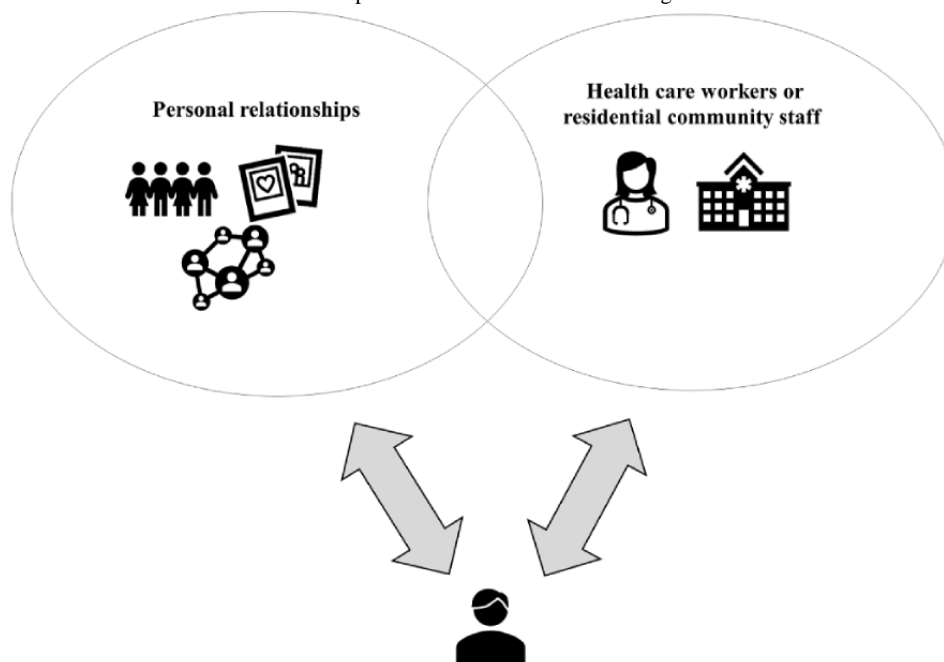 Personal relationships
Health care workers or
residential community staff